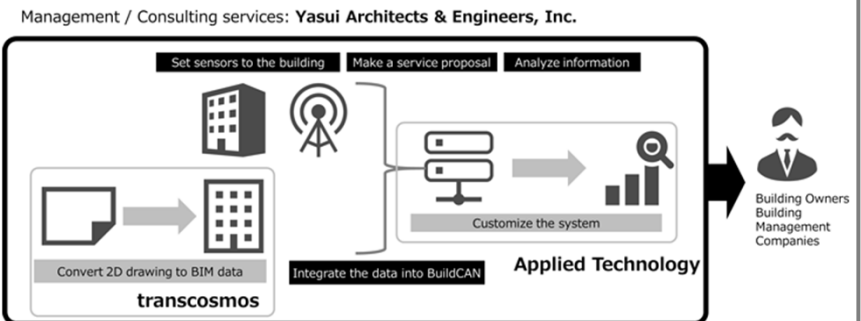 Management / Consulting services: Yasui Architects & Engineers, Inc.
Set sensors to the building
Make a service proposal
Analyze information
Customize the system
Convert 2D drawing to BIM data
transcosmos
Integrate the data into BuildCAN
Applied Technology
Building Owners
Building
Management
Companies